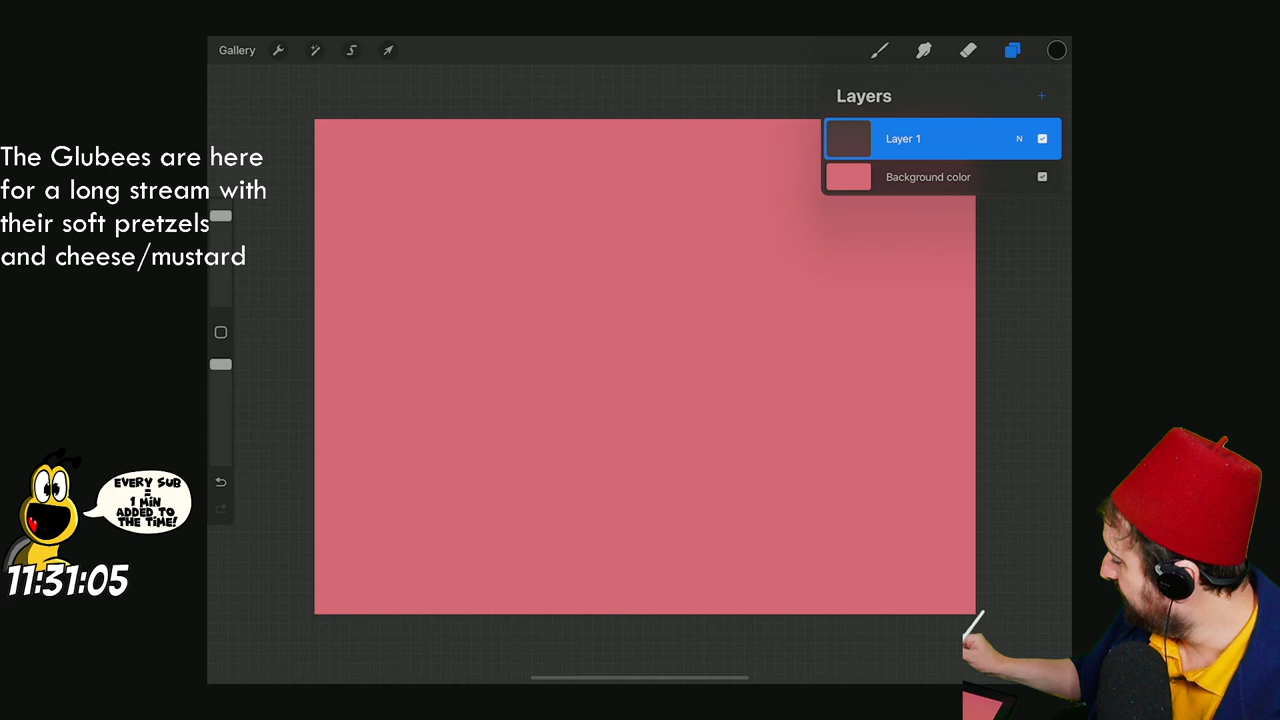 Gallery
Layers
Layer 1 N
Background color
The Glubees are here
for a long stream with
their soft pretzels
and cheese/mustard
EVERY SUB
=
1 MIN
ADDED TO
THE TIME!
11:31:05